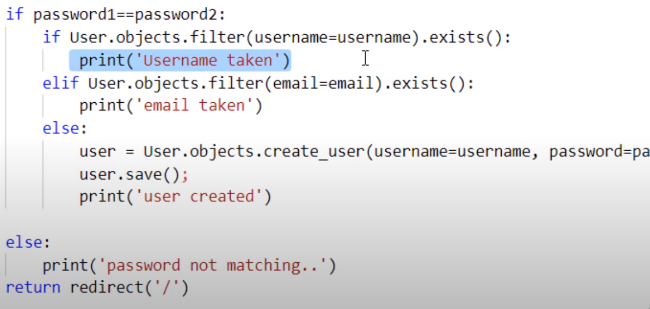 if password1==password2:
    if User.objects.filter(username=username).exists():
        print('Username taken')
    elif User.objects.filter(email=email).exists():
        print('email taken')
    else:
        user = User.objects.create_user(username=username, password=pa
        user.save();
        print('user created')
else:
    print('password not matching..')
return redirect('/')